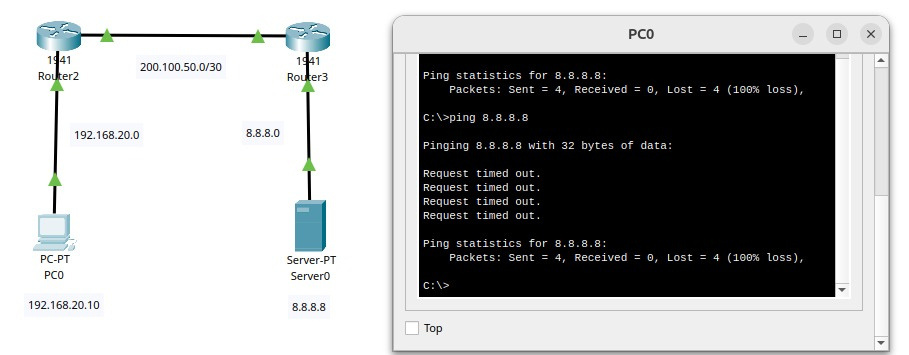 1941
Router2
1941
Router3
200.100.50.0/30
192.168.20.0
8.8.8.0
PC-PT
PC0
Server-PT
Server0
192.168.20.10
8.8.8.8
PC0
Ping statistics for 8.8.8.8:
Packets: Sent = 4, Received = 0, Lost = 4 (100% loss),
C:\>ping 8.8.8.8
Pinging 8.8.8.8 with 32 bytes of data:
Request timed out.
Request timed out.
Request timed out.
Request timed out.
Ping statistics for 8.8.8.8:
Packets: Sent = 4, Received = 0, Lost = 4 (100% loss),
C:\>
Top